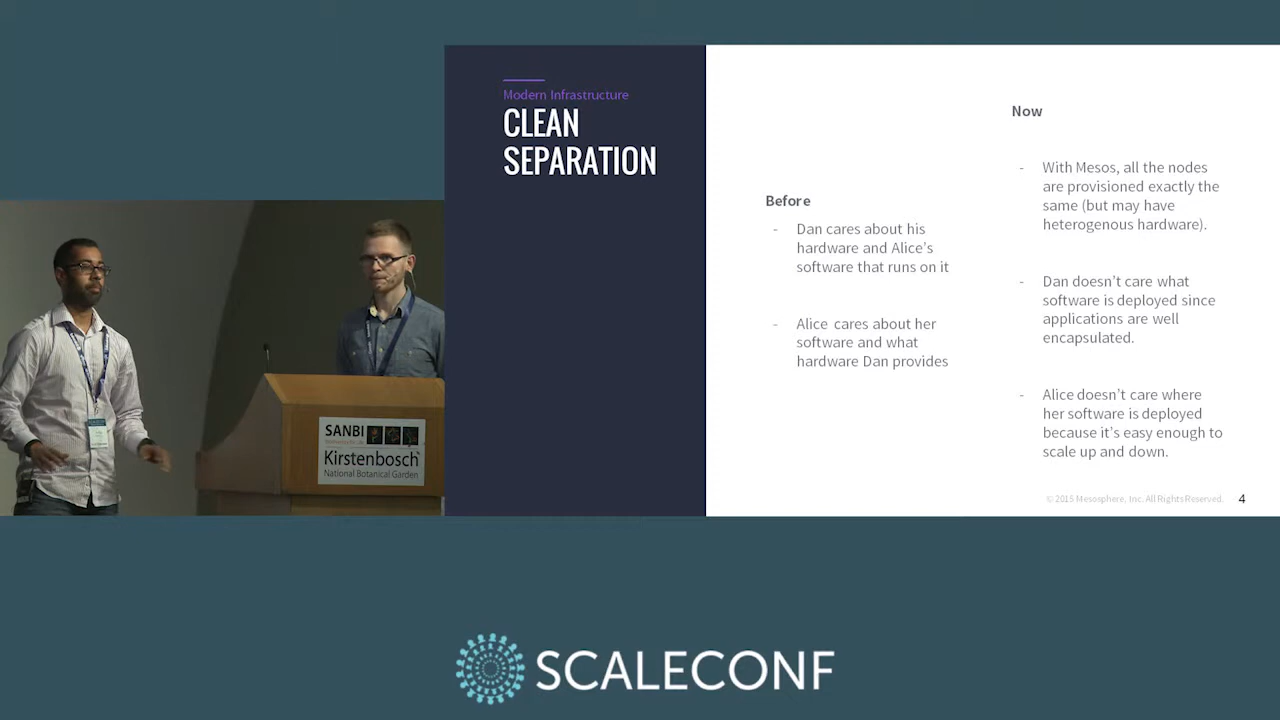 Modern Infrastructure
CLEAN
SEPARATION
Before
- Dan cares about his
hardware and Alice's
software that runs on it
- Alice cares about her
software and what
hardware Dan provides
Now
- With Mesos, all the nodes
are provisioned exactly the
same (but may have
heterogenous hardware).
- Dan doesn't care what
software is deployed since
applications are well
encapsulated.
- Alice doesn't care where
her software is deployed
because it's easy enough to
scale up and down.
© 2015 Mesosphere, Inc. All Rights Reserved.
4
SANBI
Kirstenbosch
National Botanical Garden
SCALECONF